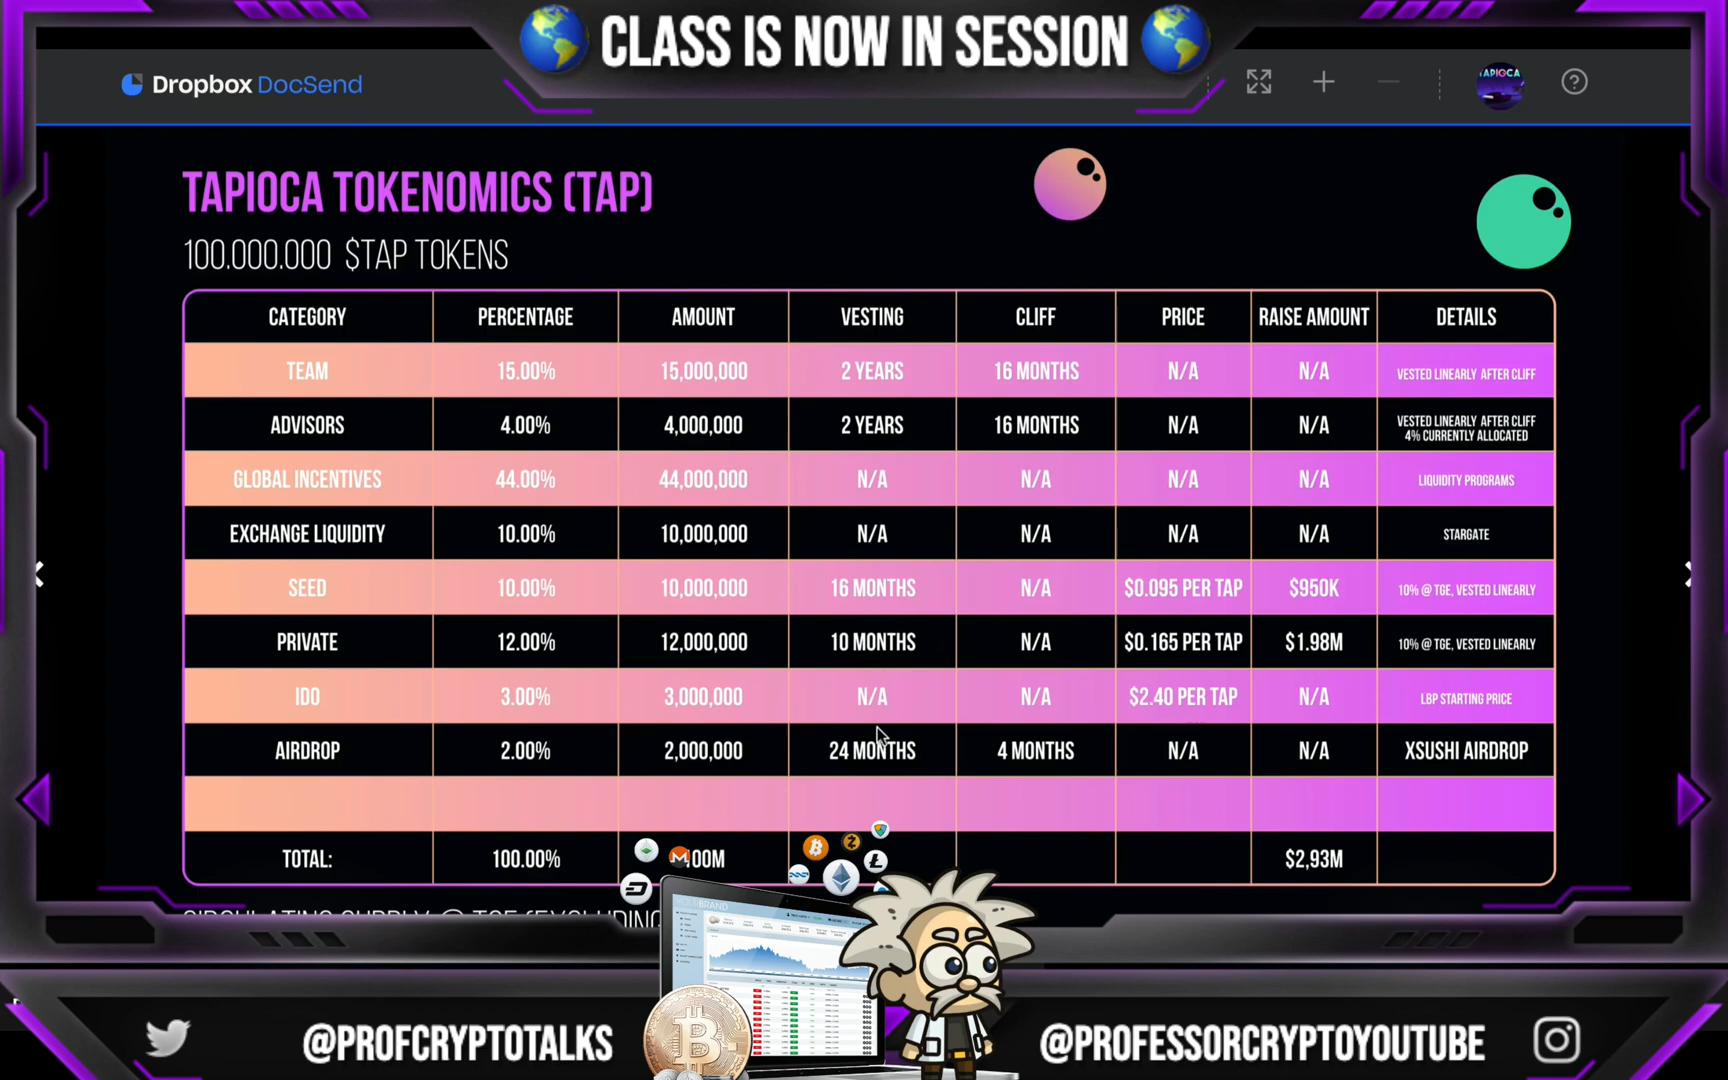 CLASS IS NOW IN SESSION
Dropbox DocSend
TAPIOCA
TAPIOCA TOKENOMICS (TAP)
100.000.000 $TAP TOKENS
CATEGORY PERCENTAGE AMOUNT VESTING CLIFF PRICE RAISE AMOUNT DETAILS
TEAM 15.00% 15,000,000 2 YEARS 16 MONTHS N/A N/A VESTED LINEARLY AFTER CLIFF
ADVISORS 4.00% 4,000,000 2 YEARS 16 MONTHS N/A N/A VESTED LINEARLY AFTER CLIFF
4% CURRENTLY ALLOCATED
GLOBAL INCENTIVES 44.00% 44,000,000 N/A N/A N/A N/A LIQUIDITY PROGRAMS
EXCHANGE LIQUIDITY 10.00% 10,000,000 N/A N/A N/A N/A STARGATE
SEED 10.00% 10,000,000 16 MONTHS N/A $0.095 PER TAP $950K 10% @ TGE, VESTED LINEARLY
PRIVATE 12.00% 12,000,000 10 MONTHS N/A $0.165 PER TAP $1.98M 10% @ TGE, VESTED LINEARLY
IDO 3.00% 3,000,000 N/A N/A $2.40 PER TAP N/A LBP STARTING PRICE
AIRDROP 2.00% 2,000,000 24 MONTHS 4 MONTHS N/A N/A XSUSHI AIRDROP
TOTAL: 100.00% 00M $2,93M
CIRCULATING SUPPLY @ TGE (EXCLUDING
@PROFCRYPTOTALKS
@PROFESSORCRYPTOYOUTUBE